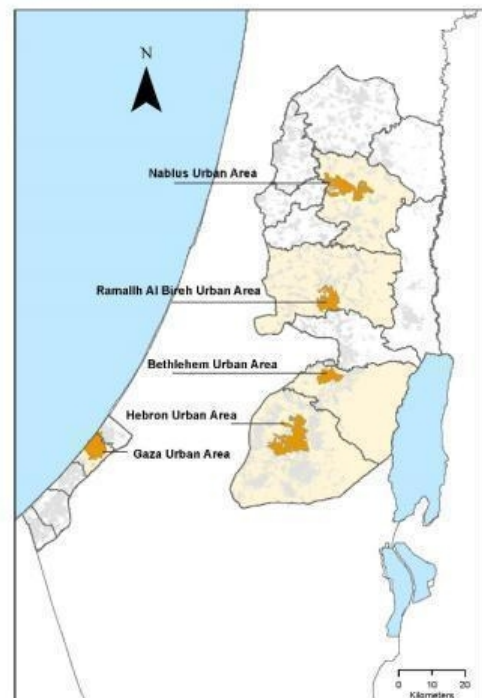 N
Nablus Urban Area
Ramallh Al Bireh Urban Area
Bethlehem Urban Area
Hebron Urban Area
Gaza Urban Area
0 10 20
Kilometers